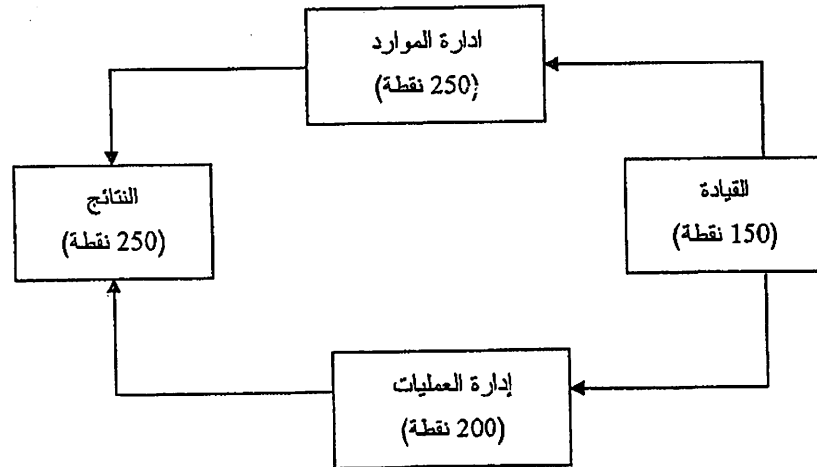 ادارة الموارد
(250 نقطة)
القيادة
(150 نقطة)
النتائج
(250 نقطة)
إدارة العمليات
(200 نقطة)